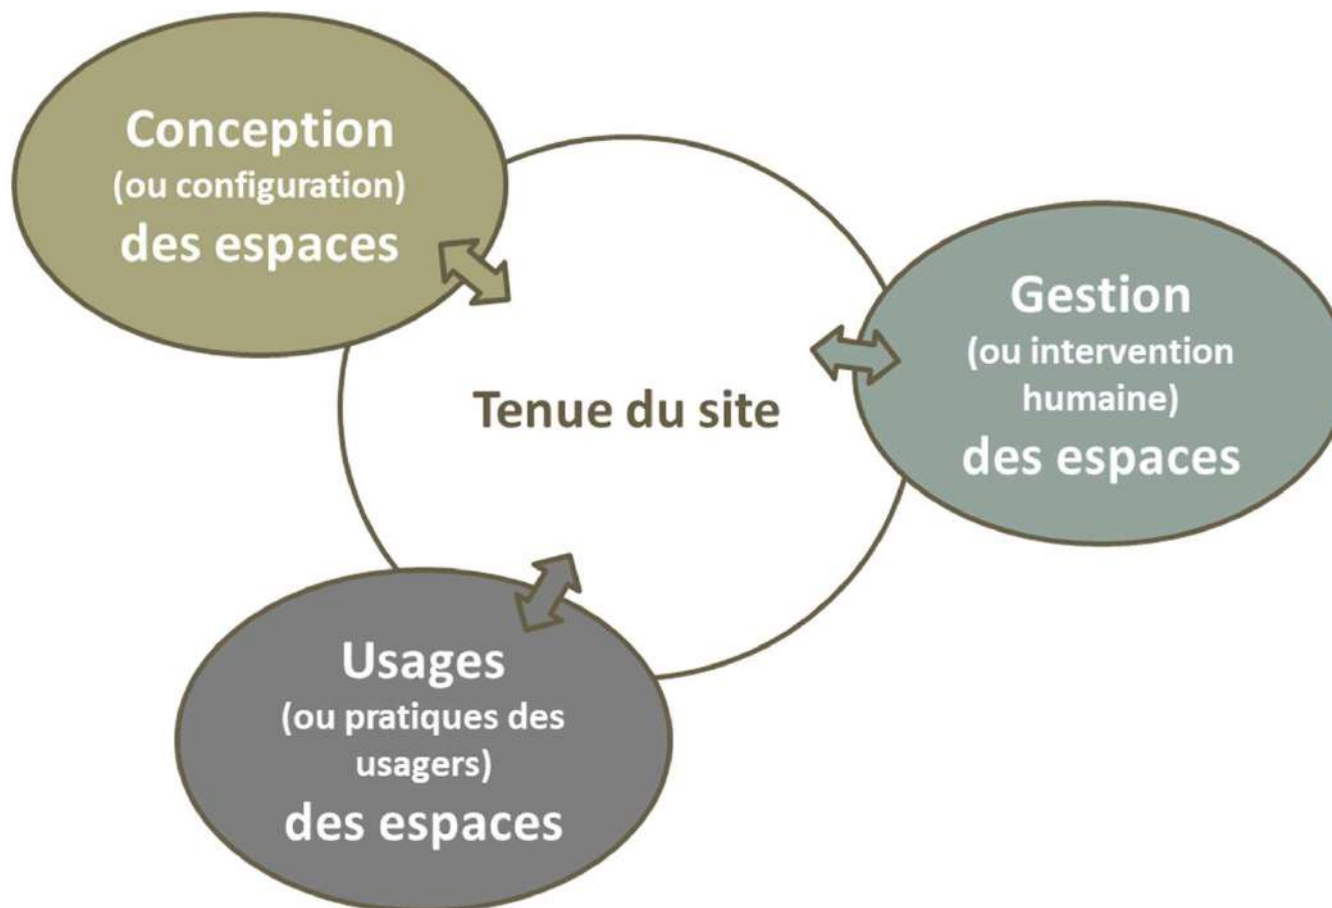 Conception
(ou configuration)
des espaces
Gestion
(ou intervention
humaine)
des espaces
Tenue du site
Usages
(ou pratiques des
usagers)
des espaces